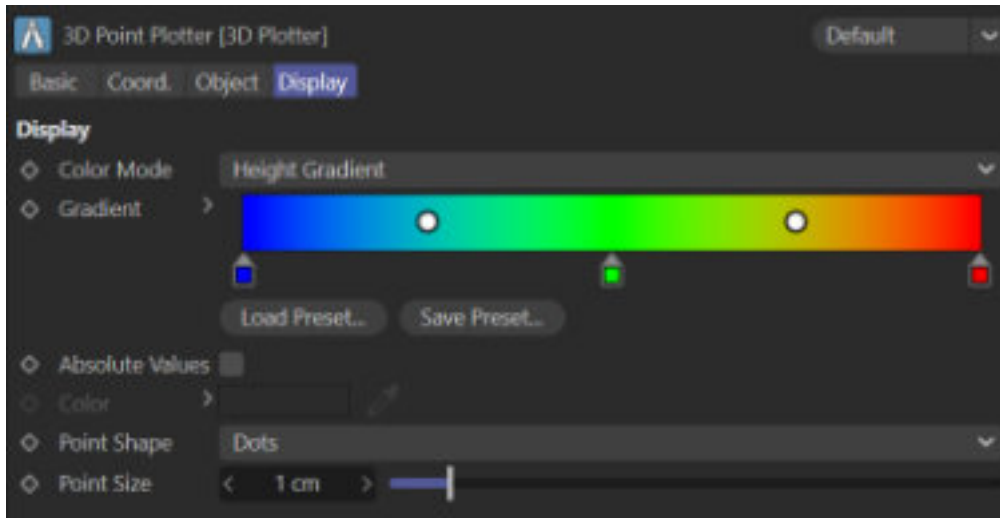 3D Point Plotter [3D Plotter] Default
Basic Coord. Object Display
Display
Color Mode Height Gradient
Gradient
Load Preset... Save Preset...
Absolute Values
Color
Point Shape Dots
Point Size 1 cm